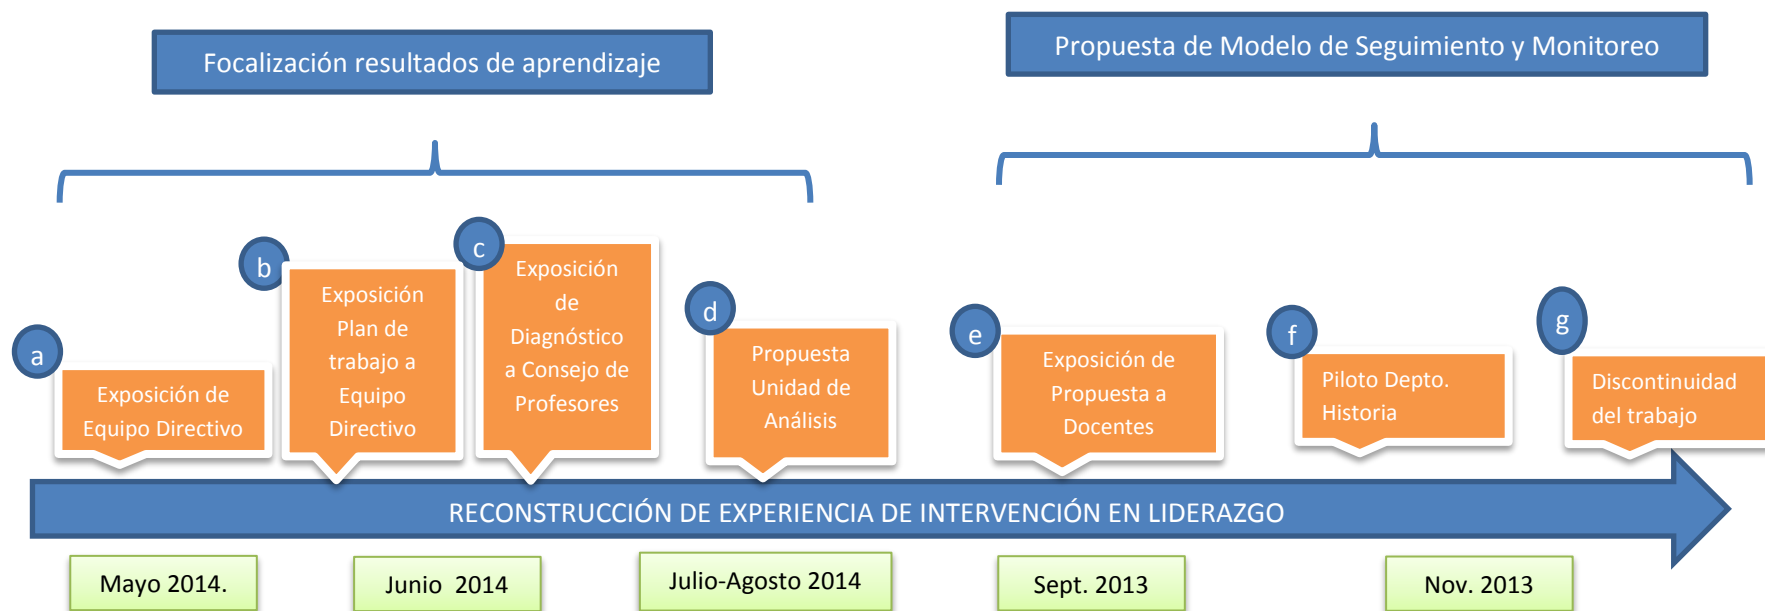 Focalización resultados de aprendizaje
Propuesta de Modelo de Seguimiento y Monitoreo
a
Exposición de
Equipo Directivo
b
Exposición
Plan de
trabajo a
Equipo
Directivo
c
Exposición
de
Diagnóstico
a Consejo de
Profesores
d
Propuesta
Unidad de
Análisis
e
Exposición de
Propuesta a
Docentes
f
Piloto Depto.
Historia
g
Discontinuidad
del trabajo
RECONSTRUCCIÓN DE EXPERIENCIA DE INTERVENCIÓN EN LIDERAZGO
Mayo 2014.
Junio 2014
Julio-Agosto 2014
Sept. 2013
Nov. 2013